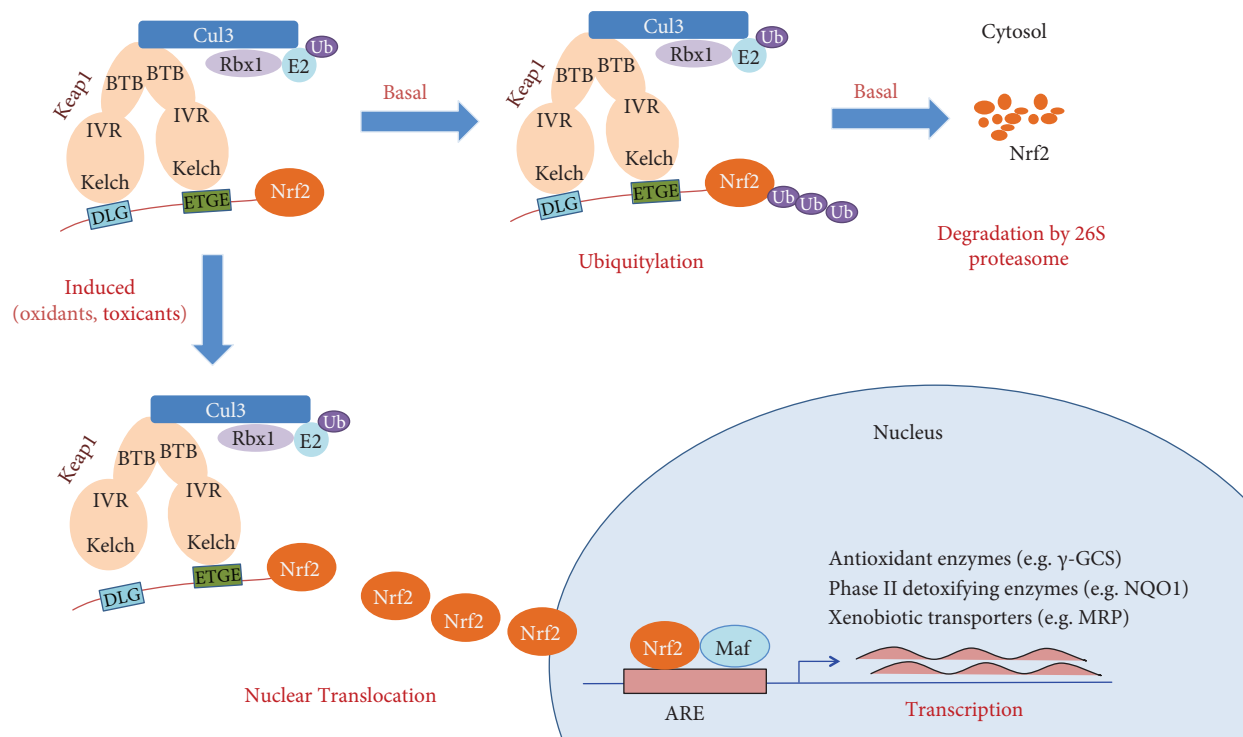 Cul3
Ub
Rbx1
E2
Keap1
BTB
BTB
IVR
IVR
Kelch
Kelch
DLG
ETGE
Nrf2
Basal
Cul3
Ub
Rbx1
E2
Keap1
BTB
BTB
IVR
IVR
Kelch
Kelch
DLG
ETGE
Nrf2
Ub
Ub
Ub
Ubiquitylation
Basal
Cytosol
Nrf2
Degradation by 26S
proteasome
Induced
(oxidants, toxicants)
Cul3
Ub
Rbx1
E2
Keap1
BTB
BTB
IVR
IVR
Kelch
Kelch
DLG
ETGE
Nrf2
Nrf2
Nrf2
Nrf2
Nuclear Translocation
Nucleus
Antioxidant enzymes (e.g. γ-GCS)
Phase II detoxifying enzymes (e.g. NQO1)
Xenobiotic transporters (e.g. MRP)
Nrf2
Maf
ARE
Transcription